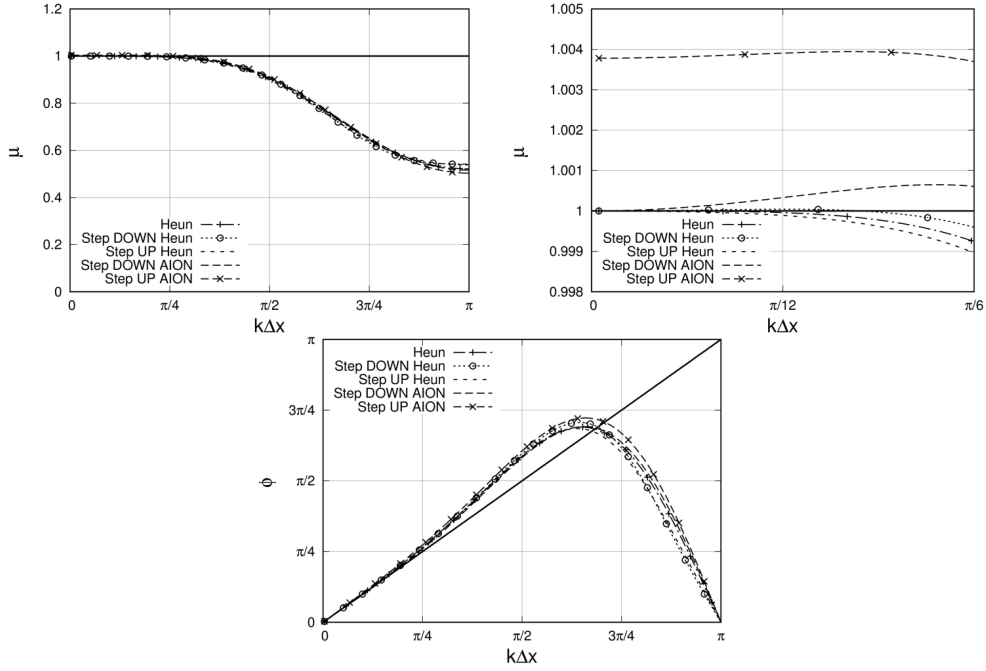 1.2
1
0.8
0.6
0.4
0.2
0
μ
Heun
Step DOWN Heun
Step UP Heun
Step DOWN AION
Step UP AION
0 π/4 π/2 3π/4 π
kΔx
1.005
1.004
1.003
1.002
1.001
1
0.999
0.998
μ
Heun
Step DOWN Heun
Step UP Heun
Step DOWN AION
Step UP AION
0 π/12 π/6
kΔx
π
3π/4
π/2
π/4
0
ϕ
Heun
Step DOWN Heun
Step UP Heun
Step DOWN AION
Step UP AION
0 π/4 π/2 3π/4 π
kΔx